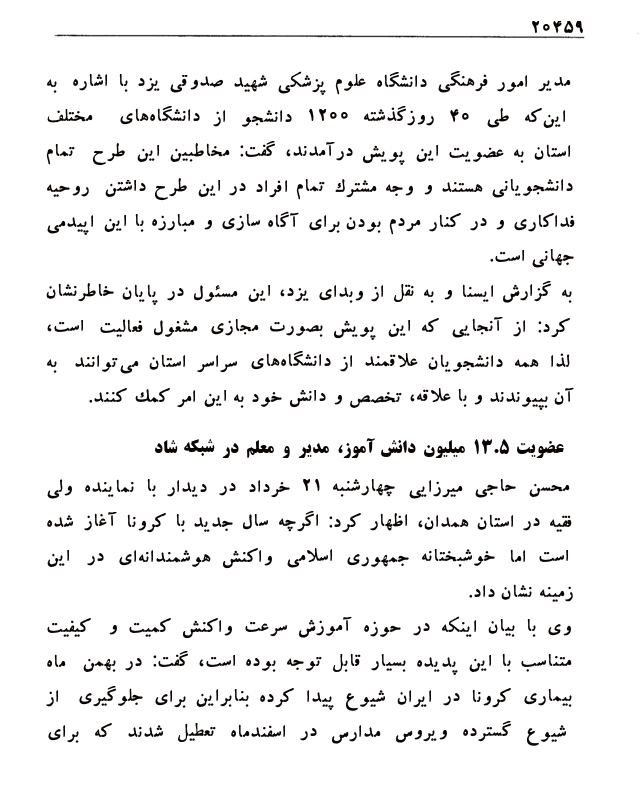 ۲۰۴۵۹
مدیر امور فرهنگی دانشگاه علوم پزشکی شهید صدوقی یزد با اشاره به
این‌که طی ۴۰ روزگذشته ۱۲۰۰ دانشجو از دانشگاه‌های مختلف
استان به عضویت این پویش درآمدند، گفت: مخاطبین این طرح تمام
دانشجویانی هستند و وجه مشترك تمام افراد در این طرح داشتن روحیه
فداکاری و در کنار مردم بودن برای آگاه سازی و مبارزه با این اپیدمی
جهانی است.
به گزارش ایسنا و به نقل از وبدای یزد، این مسئول در پایان خاطرنشان
کرد: از آنجایی که این پویش بصورت مجازی مشغول فعالیت است،
لذا همه دانشجویان علاقمند از دانشگاه‌های سراسر استان می‌توانند به
آن بپیوندند و با علاقه، تخصص و دانش خود به این امر کمك کنند.
عضویت ۱۳.۵ میلیون دانش آموز، مدیر و معلم در شبکه شاد
محسن حاجی میرزایی چهارشنبه ۲۱ خرداد در دیدار با نماینده ولی
فقیه در استان همدان، اظهار کرد: اگرچه سال جدید با کرونا آغاز شده
است اما خوشبختانه جمهوری اسلامی واکنش هوشمندانه‌ای در این
زمینه نشان داد.
وی با بیان اینکه در حوزه آموزش سرعت واکنش کمیت و کیفیت
متناسب با این پدیده بسیار قابل توجه بوده است، گفت: در بهمن ماه
بیماری کرونا در ایران شیوع پیدا کرده بنابراین برای جلوگیری از
شیوع گسترده ویروس مدارس در اسفندماه تعطیل شدند که برای